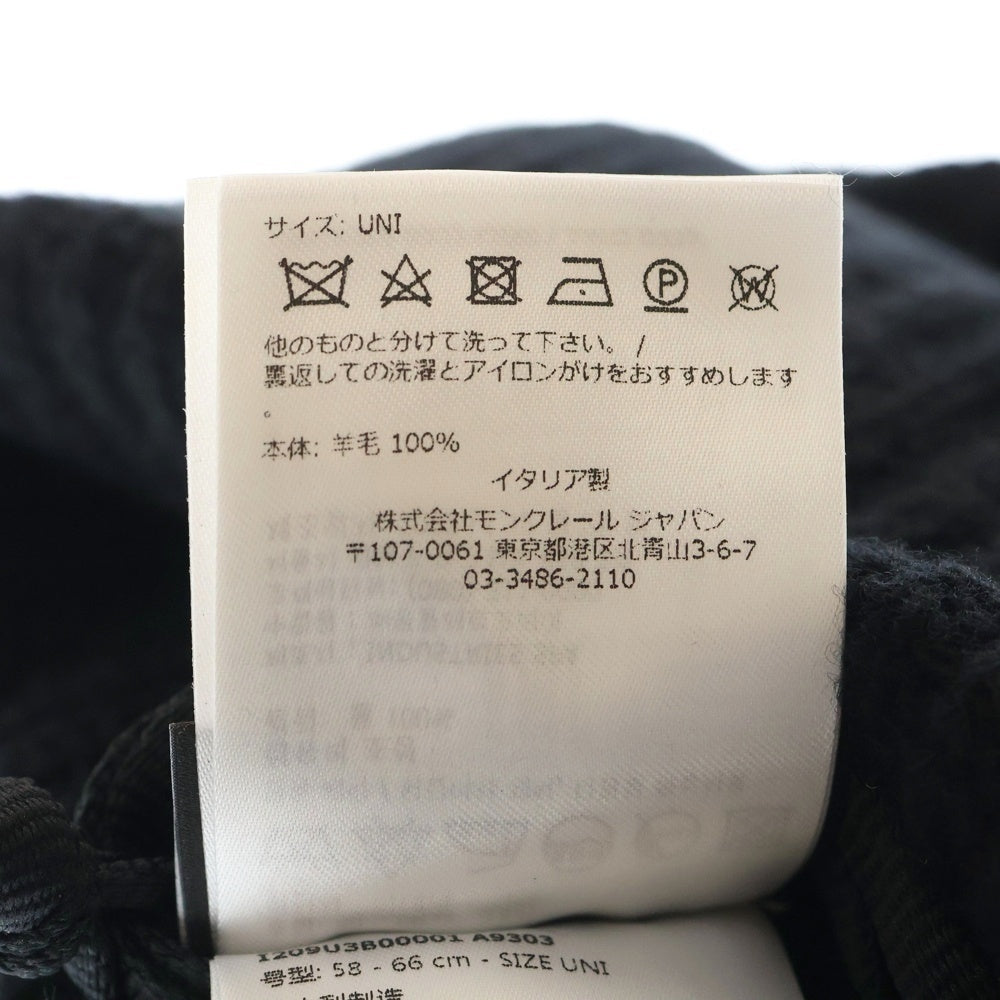 サイズ: UNI
P W
他のものと分けて洗って下さい。 /
裏返しての洗濯とアイロンがけをおすすめします
。
本体: 羊毛 100%
イタリア製
株式会社モンクレール ジャパン
〒107-0061 東京都港区北青山3-6-7
03-3486-2110
1209U3B00001 A9303
号型: 58 - 66 cm - SIZE UNI